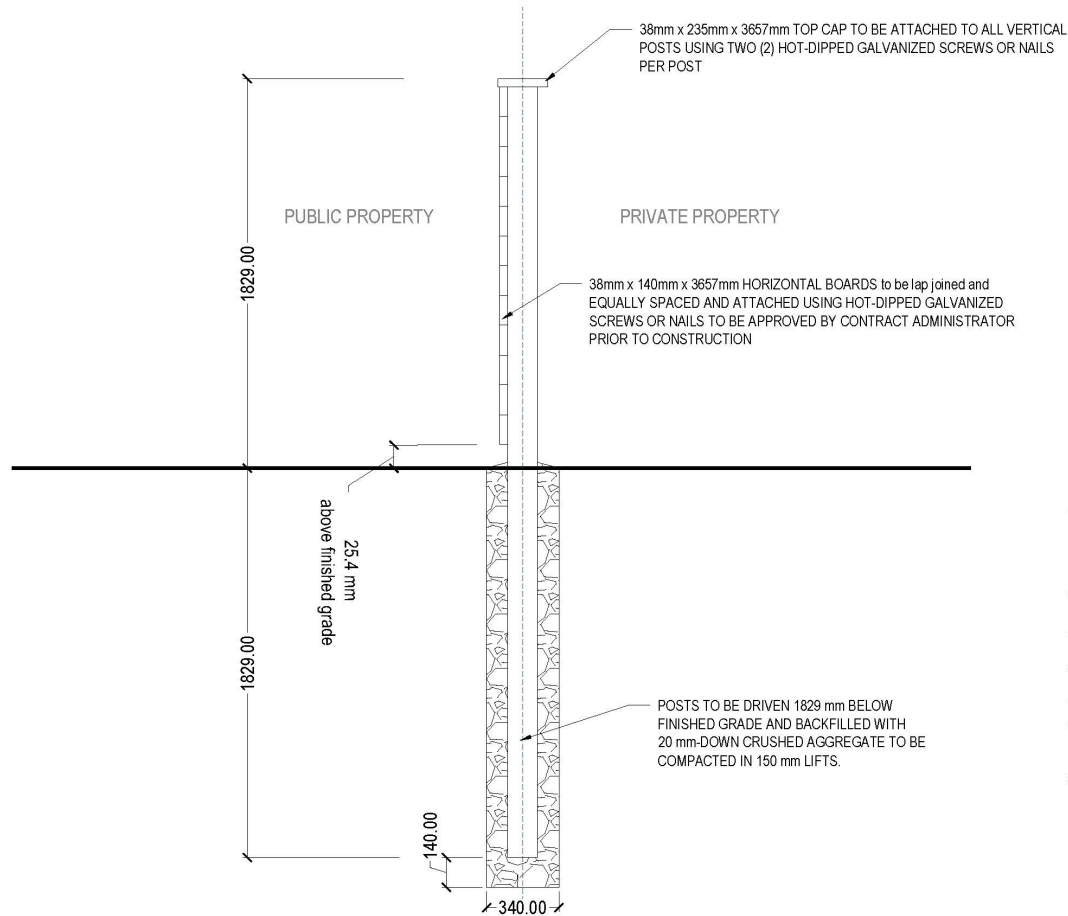 38mm x 235mm x 3657mm TOP CAP TO BE ATTACHED TO ALL VERTICAL
POSTS USING TWO (2) HOT-DIPPED GALVANIZED SCREWS OR NAILS
PER POST
PUBLIC PROPERTY
PRIVATE PROPERTY
1829.00
38mm x 140mm x 3657mm HORIZONTAL BOARDS to be lap joined and
EQUALLY SPACED AND ATTACHED USING HOT-DIPPED GALVANIZED
SCREWS OR NAILS TO BE APPROVED BY CONTRACT ADMINISTRATOR
PRIOR TO CONSTRUCTION
25.4 mm
above finished grade
1829.00
POSTS TO BE DRIVEN 1829 mm BELOW
FINISHED GRADE AND BACKFILLED WITH
20 mm-DOWN CRUSHED AGGREGATE TO BE
COMPACTED IN 150 mm LIFTS.
140.00
340.00